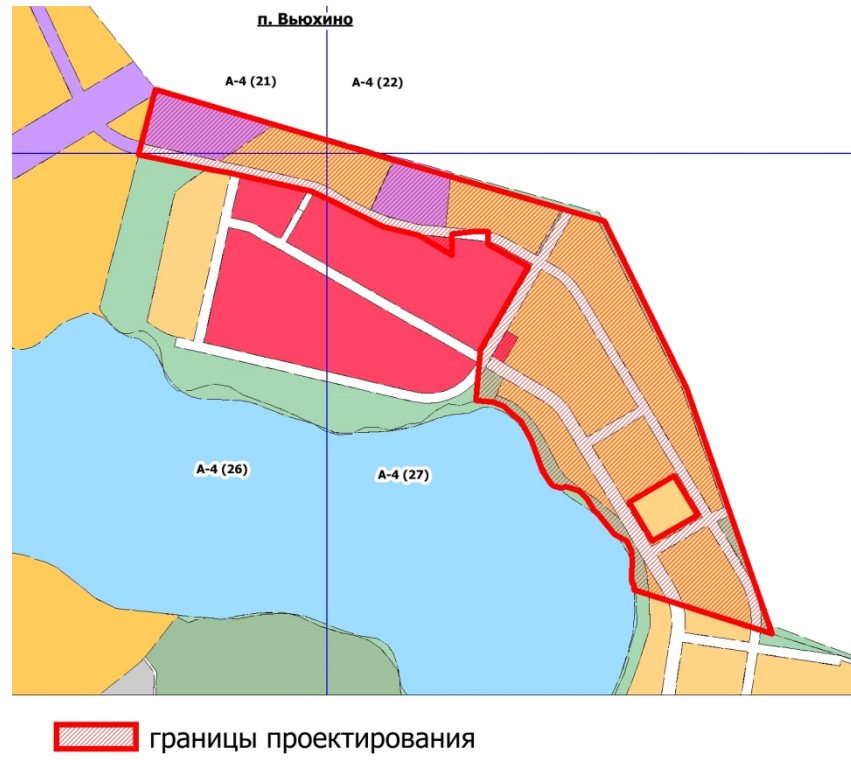 п. Вьюхино
А-4 (21)
А-4 (22)
А-4 (26)
А-4 (27)
границы проектирования